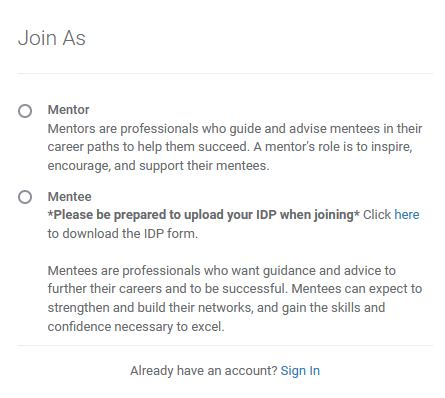 Join As
Mentor
Mentors are professionals who guide and advise mentees in their
career paths to help them succeed. A mentor's role is to inspire,
encourage, and support their mentees.
Mentee
*Please be prepared to upload your IDP when joining* Click here
to download the IDP form.
Mentees are professionals who want guidance and advice to
further their careers and to be successful. Mentees can expect to
strengthen and build their networks, and gain the skills and
confidence necessary to excel.
Already have an account? Sign In